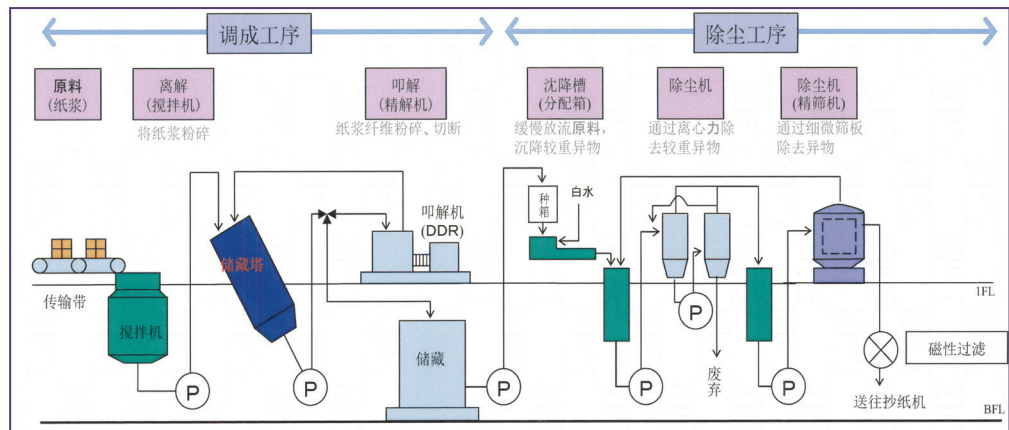 调成工序
除尘工序
原料
(纸浆)
离解
(搅拌机)
将纸浆粉碎
叩解
(精解机)
纸浆纤维粉碎、切断
沈降槽
(分配箱)
缓慢放流原料，
沉降较重异物
除尘机
通过离心力除
去较重异物
除尘机
(精筛机)
通过细微筛板
除去异物
种
箱
白水
叩解机
(DDR)
储藏塔
传输带
搅拌机
储藏
1FL
P
P
P
P
P
P
废
弃
磁性过滤
送往抄纸机
BFL